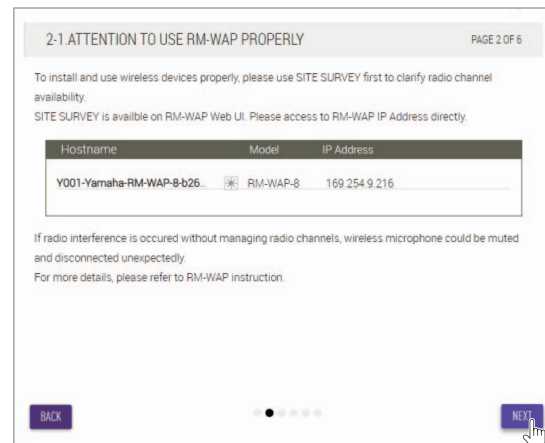 2-1.ATTENTION TO USE RM-WAP PROPERLY PAGE 2 OF 6
To install and use wireless devices properly, please use SITE SURVEY first to clarify radio channel
availability.
SITE SURVEY is availble on RM-WAP Web UI. Please access to RM-WAP IP Address directly.
Hostname Model IP Address
Y001-Yamaha-RM-WAP-8-b26... RM-WAP-8 169.254.9.216
If radio interference is occured without managing radio channels, wireless microphone could be muted
and disconnected unexpectedly.
For more details, please refer to RM-WAP instruction.
BACK NEXT